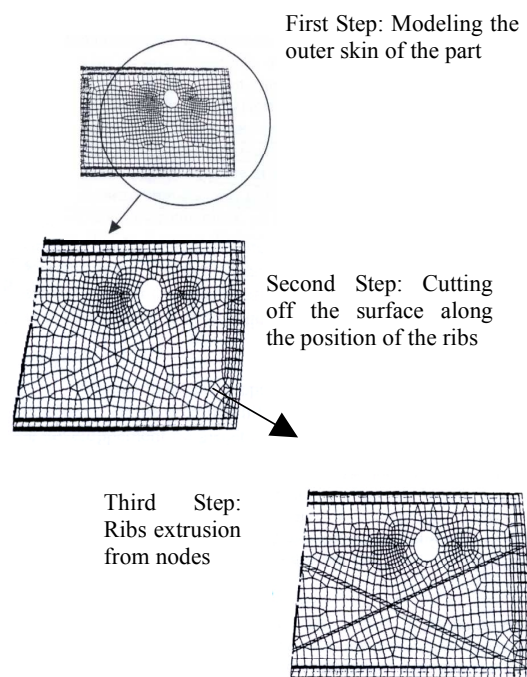 First Step: Modeling the
outer skin of the part
Second Step: Cutting
off the surface along
the position of the ribs
Third Step:
Ribs extrusion
from nodes